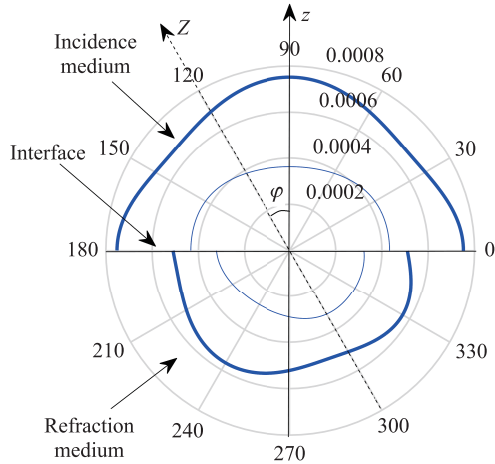 Z
z
90
0.0008
Incidence
medium
120
60
0.0006
Interface
150
0.0004
30
φ
0.0002
180
0
210
330
Refraction
medium
240
300
270